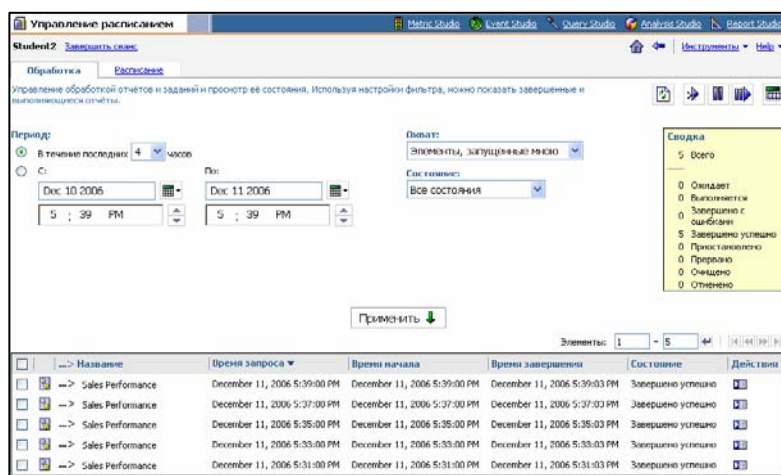 Управление расписанием Metric Studio Event Studio Query Studio Analysis Studio Report Studio
Student2 Завершить сеанс Инструменты Help
Обработка Расписание
Управление обработкой отчётов и заданий и просмотр её состояния. Используя настройки фильтра, можно показать завершенные и
выполняющиеся отчёты.
Период:
В течение последних 4 часов
С: По:
Dec 10 2006 Dec 11 2006
5 : 39 PM 5 : 39 PM
Охват:
Элементы, запущенные мною
Состояние:
Все состояния
Сводка
5 Всего
0 Ожидает
0 Выполняется
0 Завершено с
ошибками
5 Завершено успешно
0 Приостановлено
0 Прервано
0 Очищено
0 Отменено
Применить
Элементы: 1 - 5
...> Название Время запроса Время начала Время завершения Состояние Действия
...> Sales Performance December 11, 2006 5:39:00 PM December 11, 2006 5:39:00 PM December 11, 2006 5:39:03 PM Завершено успешно
...> Sales Performance December 11, 2006 5:37:00 PM December 11, 2006 5:37:00 PM December 11, 2006 5:37:03 PM Завершено успешно
...> Sales Performance December 11, 2006 5:35:00 PM December 11, 2006 5:35:00 PM December 11, 2006 5:35:03 PM Завершено успешно
...> Sales Performance December 11, 2006 5:33:00 PM December 11, 2006 5:33:00 PM December 11, 2006 5:33:03 PM Завершено успешно
...> Sales Performance December 11, 2006 5:31:00 PM December 11, 2006 5:31:00 PM December 11, 2006 5:31:03 PM Завершено успешно